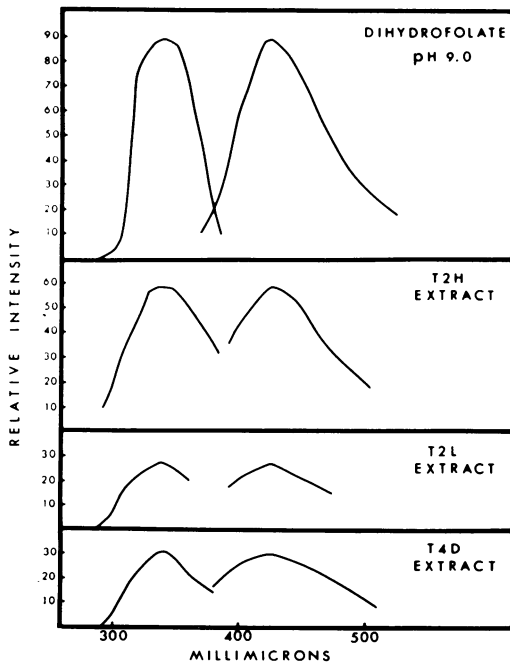 DIHYDROFOLATE
pH 9.0
90
80
70
60
50
40
30
20
10
T2H
EXTRACT
60
50
40
30
20
10
T2L
EXTRACT
30
20
10
T4D
EXTRACT
30
20
10
RELATIVE INTENSITY
300
400
500
MILLIMICRONS